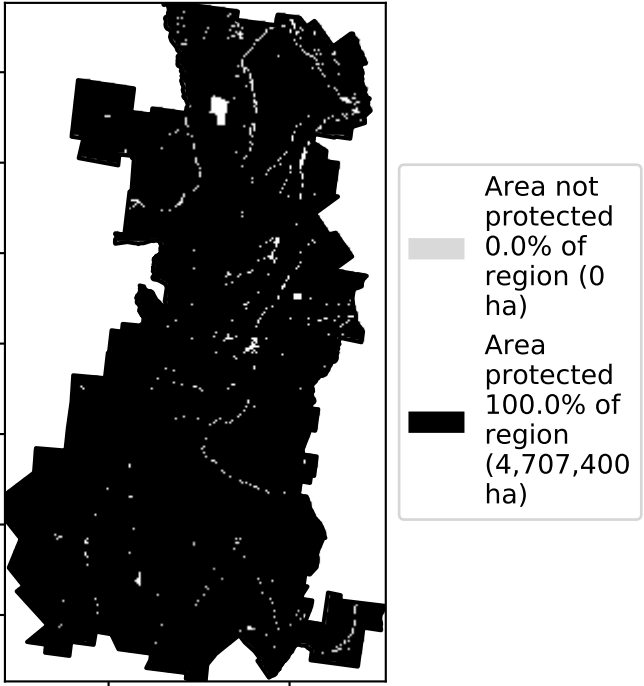 Area not
protected
0.0% of
region (0
ha)
Area
protected
100.0% of
region
(4,707,400
ha)